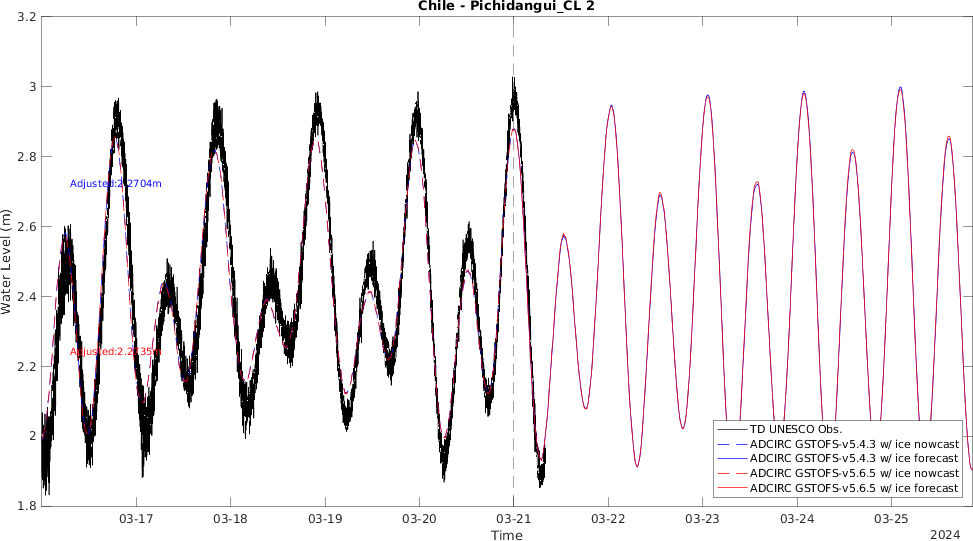 Chile - Pichidangui_CL 2
3.2
3
2.8
2.6
2.4
2.2
2
1.8
Water Level (m)
Adjusted:2.2704m
TD UNESCO Obs.
ADCIRC GSTOFS-v5.4.3 w/ ice nowcast
ADCIRC GSTOFS-v5.4.3 w/ ice forecast
ADCIRC GSTOFS-v5.6.5 w/ ice nowcast
ADCIRC GSTOFS-v5.6.5 w/ ice forecast
03-17
03-18
03-19
03-20
03-21
03-22
03-23
03-24
03-25
Time
2024